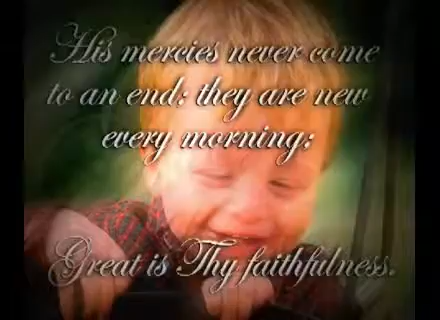 His mercies never come
to an end: they are new
every morning:
Great is Thy faithfulness.